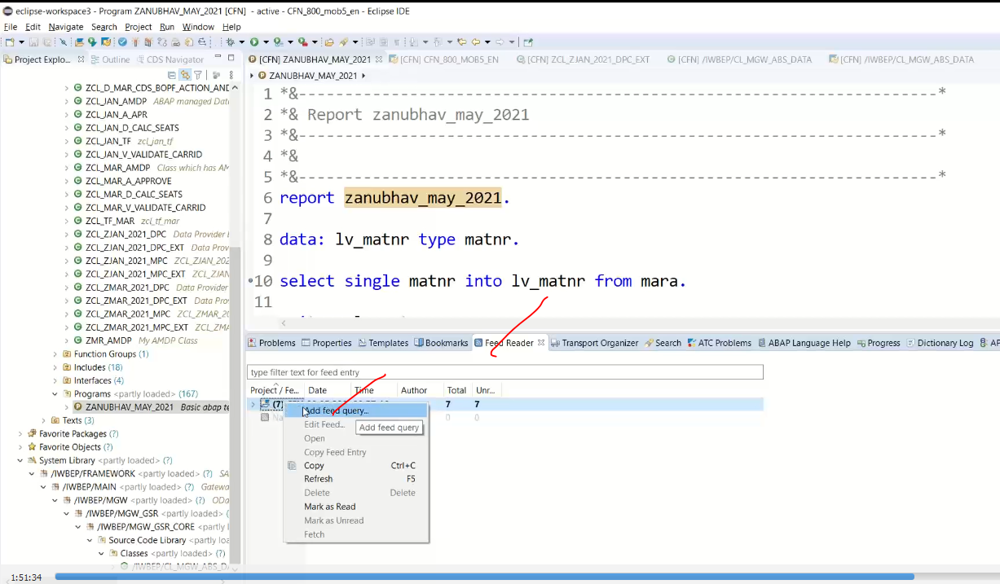 eclipse-workspace3 - Program ZANUBHAV_MAY_2021 [CFN] - active - CFN_800_mob5_en - Eclipse IDE
File Edit Navigate Search Project Run Window Help
Project Explo... Outline CDS Navigator
[CFN] ZANUBHAV_MAY_2021 [CFN] CFN_800_MOB5_EN [CFN] ZCL_ZJAN_2021_DPC_EXT [CFN] /IWBEP/CL_MGW_ABS_DATA [CFN] /IWBEP/CL_MGW_ABS_DATA
ZANUBHAV_MAY_2021
ZCL_D_MAR_CDS_BOPF_ACTION_AND
ZCL_JAN_AMDP ABAP managed Data
ZCL_JAN_A_APR
ZCL_JAN_D_CALC_SEATS
ZCL_JAN_TF zcl_jan_tf
ZCL_JAN_V_VALIDATE_CARRID
ZCL_MAR_AMDP Class which has AM
ZCL_MAR_A_APPROVE
ZCL_MAR_D_CALC_SEATS
ZCL_MAR_V_VALIDATE_CARRID
ZCL_TF_MAR zcl_tf_mar
ZCL_ZJAN_2021_DPC Data Provider
ZCL_ZJAN_2021_DPC_EXT Data Prov
ZCL_ZJAN_2021_MPC ZCL_ZJAN_202
ZCL_ZJAN_2021_MPC_EXT ZCL_ZJAN
ZCL_ZMAR_2021_DPC Data Provider
ZCL_ZMAR_2021_DPC_EXT Data Prov
ZCL_ZMAR_2021_MPC ZCL_ZMAR_20
ZCL_ZMAR_2021_MPC_EXT ZCL_ZMA
ZMR_AMDP My AMDP Class
Function Groups (1)
Includes (18)
Interfaces (4)
Programs <partly loaded> (167)
ZANUBHAV_MAY_2021 Basic abap te
Texts (3)
Favorite Packages (?)
Favorite Objects (?)
System Library <partly loaded> (?)
/IWBEP/FRAMEWORK <partly loaded> (?) SA
/IWBEP/MAIN <partly loaded> (?) Gatewa
/IWBEP/MGW <partly loaded> (?) ODa
/IWBEP/MGW_GSR <partly loaded> (
/IWBEP/MGW_GSR_CORE <partly l
Source Code Library <partly loa
Classes <partly loaded> (?)
/IWBEP/CL_MGW_ABS_D
1 *&---------------------------------------------------------------------*
2 *& Report zanubhav_may_2021
3 *&---------------------------------------------------------------------*
4 *&
5 *&---------------------------------------------------------------------*
6 report zanubhav_may_2021.
7
8 data: lv_matnr type matnr.
9
10 select single matnr into lv_matnr from mara.
11
Problems Properties Templates Bookmarks Feed Reader Transport Organizer Search ATC Problems ABAP Language Help Progress Dictionary Log AP
type filter text for feed entry
Project / Fe... Date Time Author Total Unr...
(7) 7 7
Na 0 0
Add feed query...
Edit Feed...
Add feed query
Open
Copy Feed Entry
Copy Ctrl+C
Refresh F5
Delete Delete
Mark as Read
Mark as Unread
Fetch
1:51:34